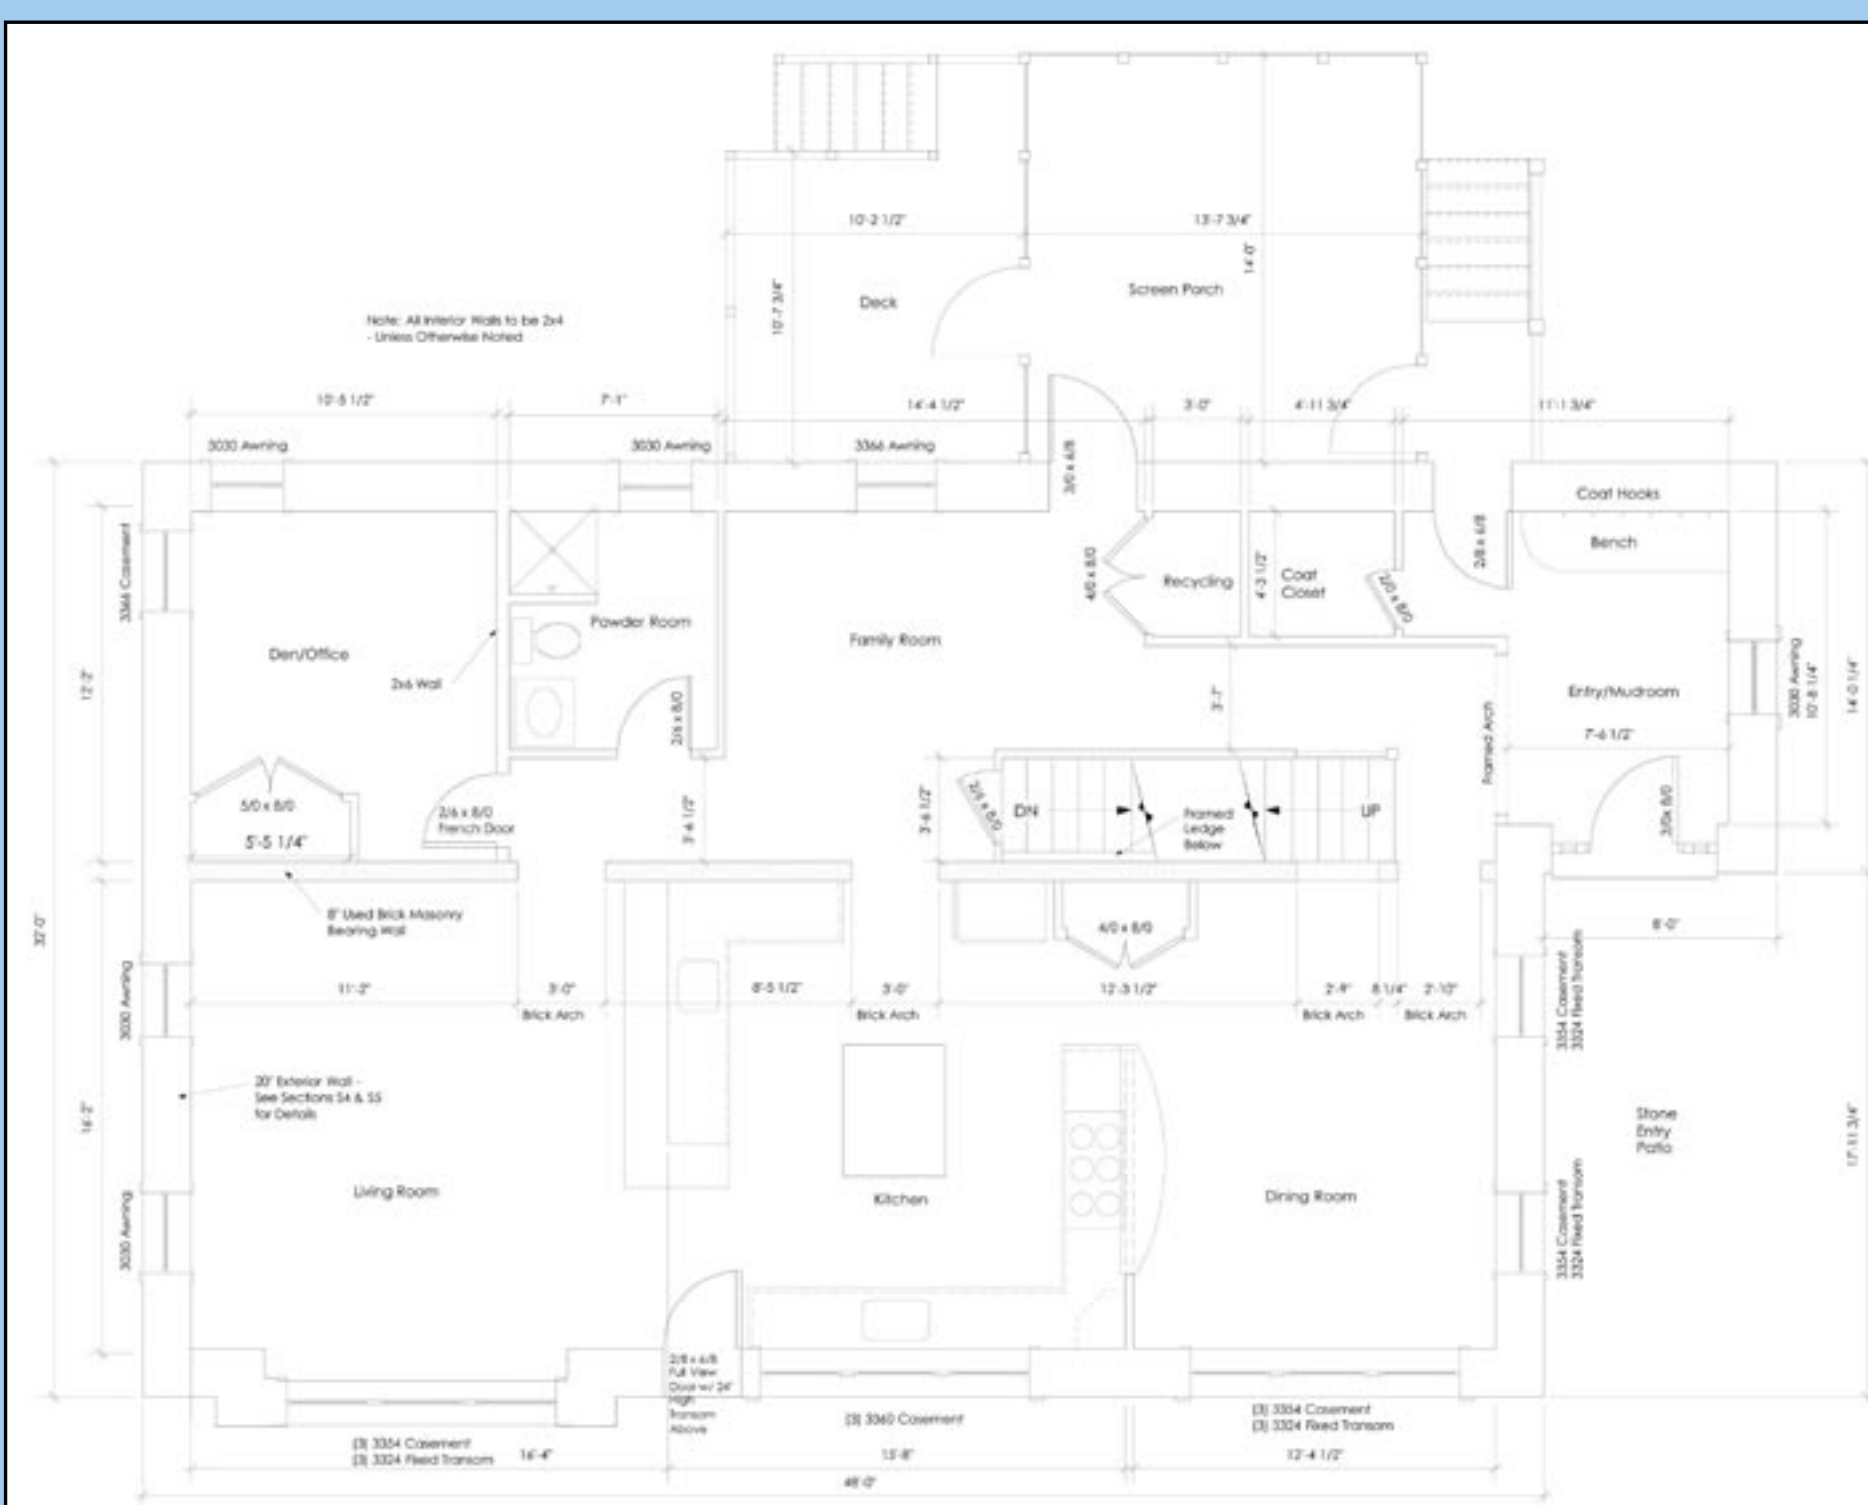 10'-2 1/2"
13'-7 3/4"
14'-0"
10'-7 3/4"
Deck
Screen Porch
Note: All Interior Walls to be 2x4
- Unless Otherwise Noted
10'-5 1/2"
7'-1"
14'-4 1/2"
3'-0"
4'-11 3/4"
11'-1 3/4"
3030 Awning
3030 Awning
3366 Awning
3/0 x 6/8
Coat Hooks
Bench
2/8 x 6/8
3366 Casement
4/0 x 8/0
Recycling
4'-3 1/2"
Coat
Closet
2/0 x 8/0
Powder Room
Family Room
Den/Office
2x6 Wall
12'-2"
2/6 x 8/0
3'-7"
Framed Arch
Entry/Mudroom
7'-6 1/2"
3030 Awning
10'-8 1/4"
14'-0 1/4"
5/0 x 8/0
5'-5 1/4"
2/6 x 8/0
French Door
3'-6 1/2"
3'-6 1/2"
2/6 x 8/0
DN
Framed
Ledge
Below
UP
3/0x 8/0
8" Used Brick Masonry
Bearing Wall
32'-0"
4/0 x 8/0
8'-0"
3030 Awning
11'-2"
3'-0"
8'-5 1/2"
3'-0"
12'-3 1/2"
2'-9"
8 1/4"
2'-10"
Brick Arch
Brick Arch
Brick Arch
Brick Arch
3354 Casement
3324 Fixed Transom
20" Exterior Wall -
See Sections S4 & S5
for Details
16'-2"
Stone
Entry
Patio
17'-11 3/4"
3030 Awning
Living Room
Kitchen
Dining Room
3354 Casement
3324 Fixed Transom
2/8 x 6/8
Full View
Door w/ 24"
High
Transom
Above
(3) 3354 Casement
(3) 3324 Fixed Transom
(3) 3360 Casement
(3) 3354 Casement
(3) 3324 Fixed Transom
16'-4"
15'-8"
12'-4 1/2"
48'-0"